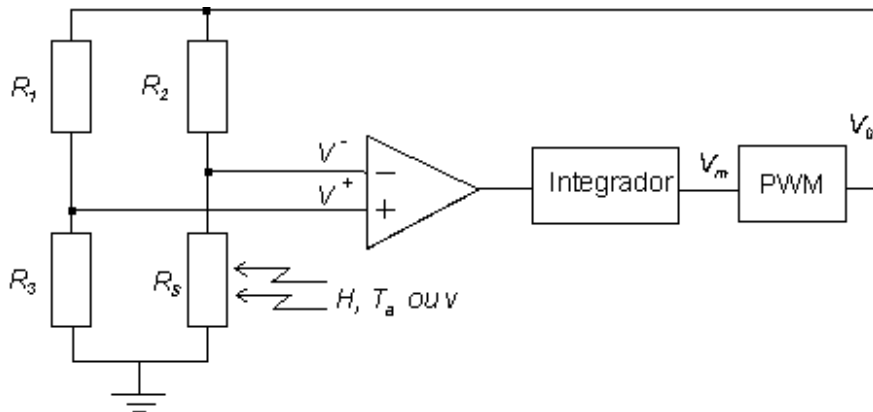 R1
R2
V0
V-
Vm
Integrador
PWM
V+
−
+
R3
RS
H, Ta ou v